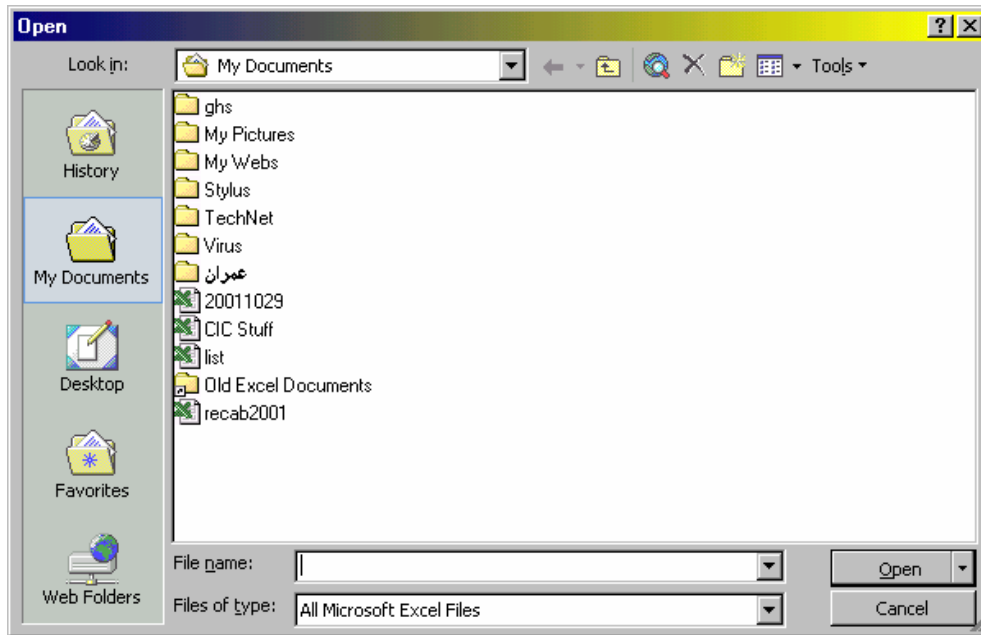 Open
Look in:
My Documents
Tools
ghs
My Pictures
My Webs
Stylus
TechNet
Virus
عمران
20011029
CIC Stuff
list
Old Excel Documents
recab2001
History
My Documents
Desktop
Favorites
Web Folders
File name:
Open
Files of type:
All Microsoft Excel Files
Cancel